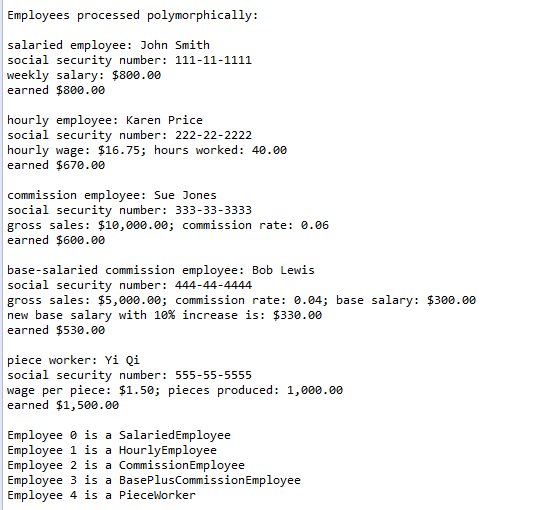 Employees processed polymorphically:

salaried employee: John Smith
social security number: 111-11-1111
weekly salary: $800.00
earned $800.00

hourly employee: Karen Price
social security number: 222-22-2222
hourly wage: $16.75; hours worked: 40.00
earned $670.00

commission employee: Sue Jones
social security number: 333-33-3333
gross sales: $10,000.00; commission rate: 0.06
earned $600.00

base-salaried commission employee: Bob Lewis
social security number: 444-44-4444
gross sales: $5,000.00; commission rate: 0.04; base salary: $300.00
new base salary with 10% increase is: $330.00
earned $530.00

piece worker: Yi Qi
social security number: 555-55-5555
wage per piece: $1.50; pieces produced: 1,000.00
earned $1,500.00

Employee 0 is a SalariedEmployee
Employee 1 is a HourlyEmployee
Employee 2 is a CommissionEmployee
Employee 3 is a BasePlusCommissionEmployee
Employee 4 is a PieceWorker